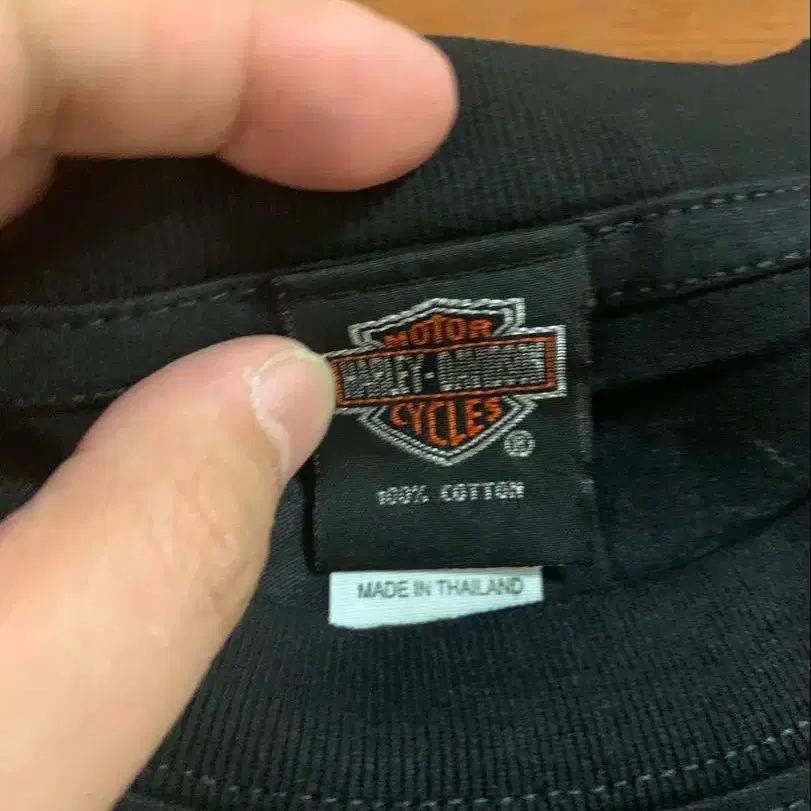 MOTOR
HARLEY-DAVIDSON
CYCLES
®
100% COTTON
MADE IN THAILAND